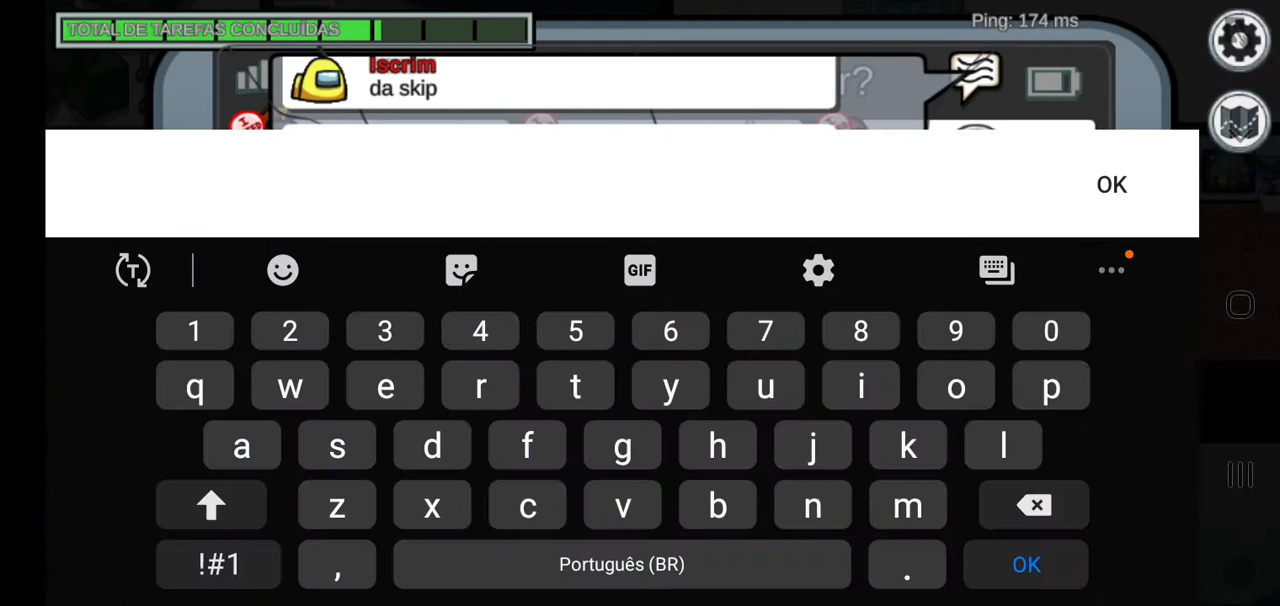 TOTAL DE TAREFAS CONCLUÍDAS
Ping: 174 ms
Iscrim
da skip
r?
OK
T
GIF
1 2 3 4 5 6 7 8 9 0
q w e r t y u i o p
a s d f g h j k l
z x c v b n m
!#1 , Português (BR) . OK